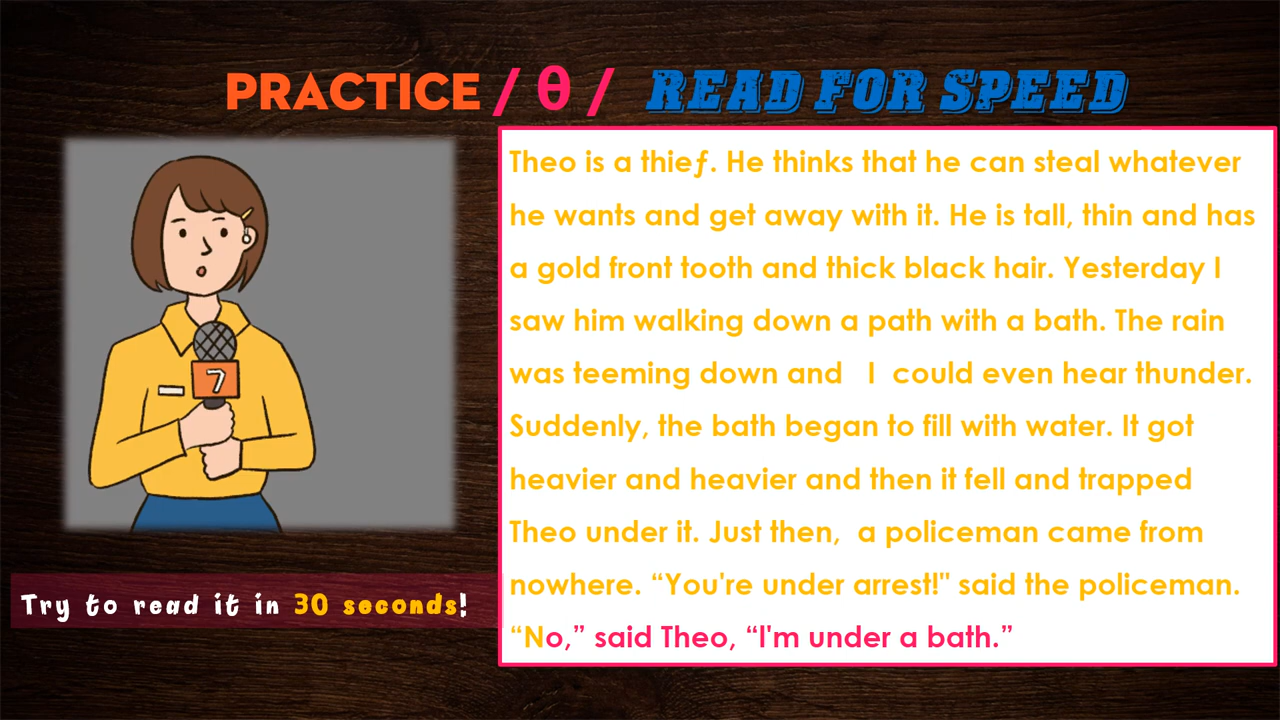 PRACTICE / θ / READ FOR SPEED
Theo is a thieƒ. He thinks that he can steal whatever
he wants and get away with it. He is tall, thin and has
a gold front tooth and thick black hair. Yesterday I
saw him walking down a path with a bath. The rain
was teeming down and I could even hear thunder.
Suddenly, the bath began to fill with water. It got
heavier and heavier and then it fell and trapped
Theo under it. Just then, a policeman came from
nowhere. “You're under arrest!" said the policeman.
“No,” said Theo, “I'm under a bath.”
7
Try to read it in 30 seconds!